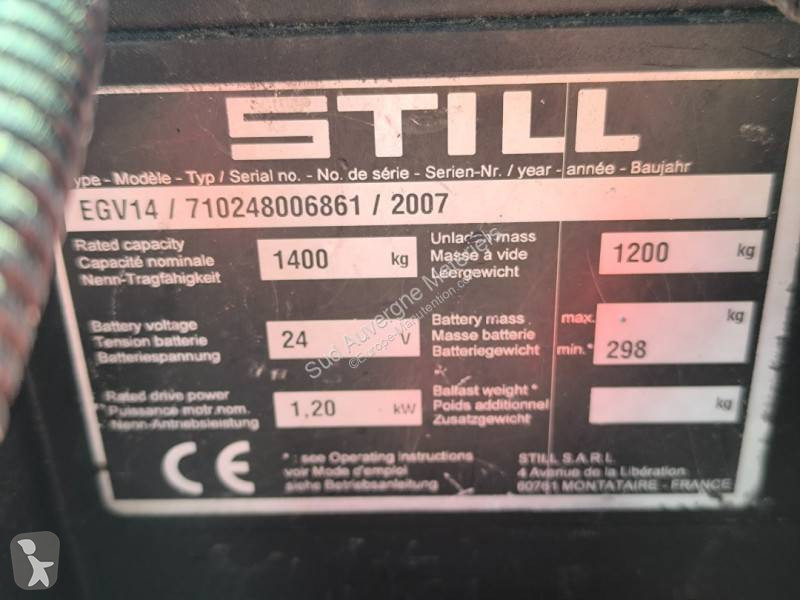 STILL
ype - Modèle - Typ / Serial no. - No. de série - Serien-Nr. / year - année - Baujahr
EGV14 / 710248006861 / 2007
Rated capacity
Capacité nominale
Nenn-Tragfähigkeit
1400 kg
Unladen mass
Masse à vide
Leergewicht
1200 kg
Battery voltage
Tension batterie
Batteriespannung
24 V
Battery mass max.
Masse batterie
Batteriegewicht min.*
kg
298
Rated drive power
Puissance motr.nom.
Nenn-Antriebsleistung
1,20 kW
Ballast weight *
Poids additionnel
Zusatzgewicht
kg
CE
* : see Operating Instructions
voir Mode d'emploi
siehe Betriebsanleitung
STILL S.A.R.L
4 Avenue de la Libération
60761 MONTATAIRE - FRANCE
Sud Auvergne Materiels
©Europe-Manutention.com